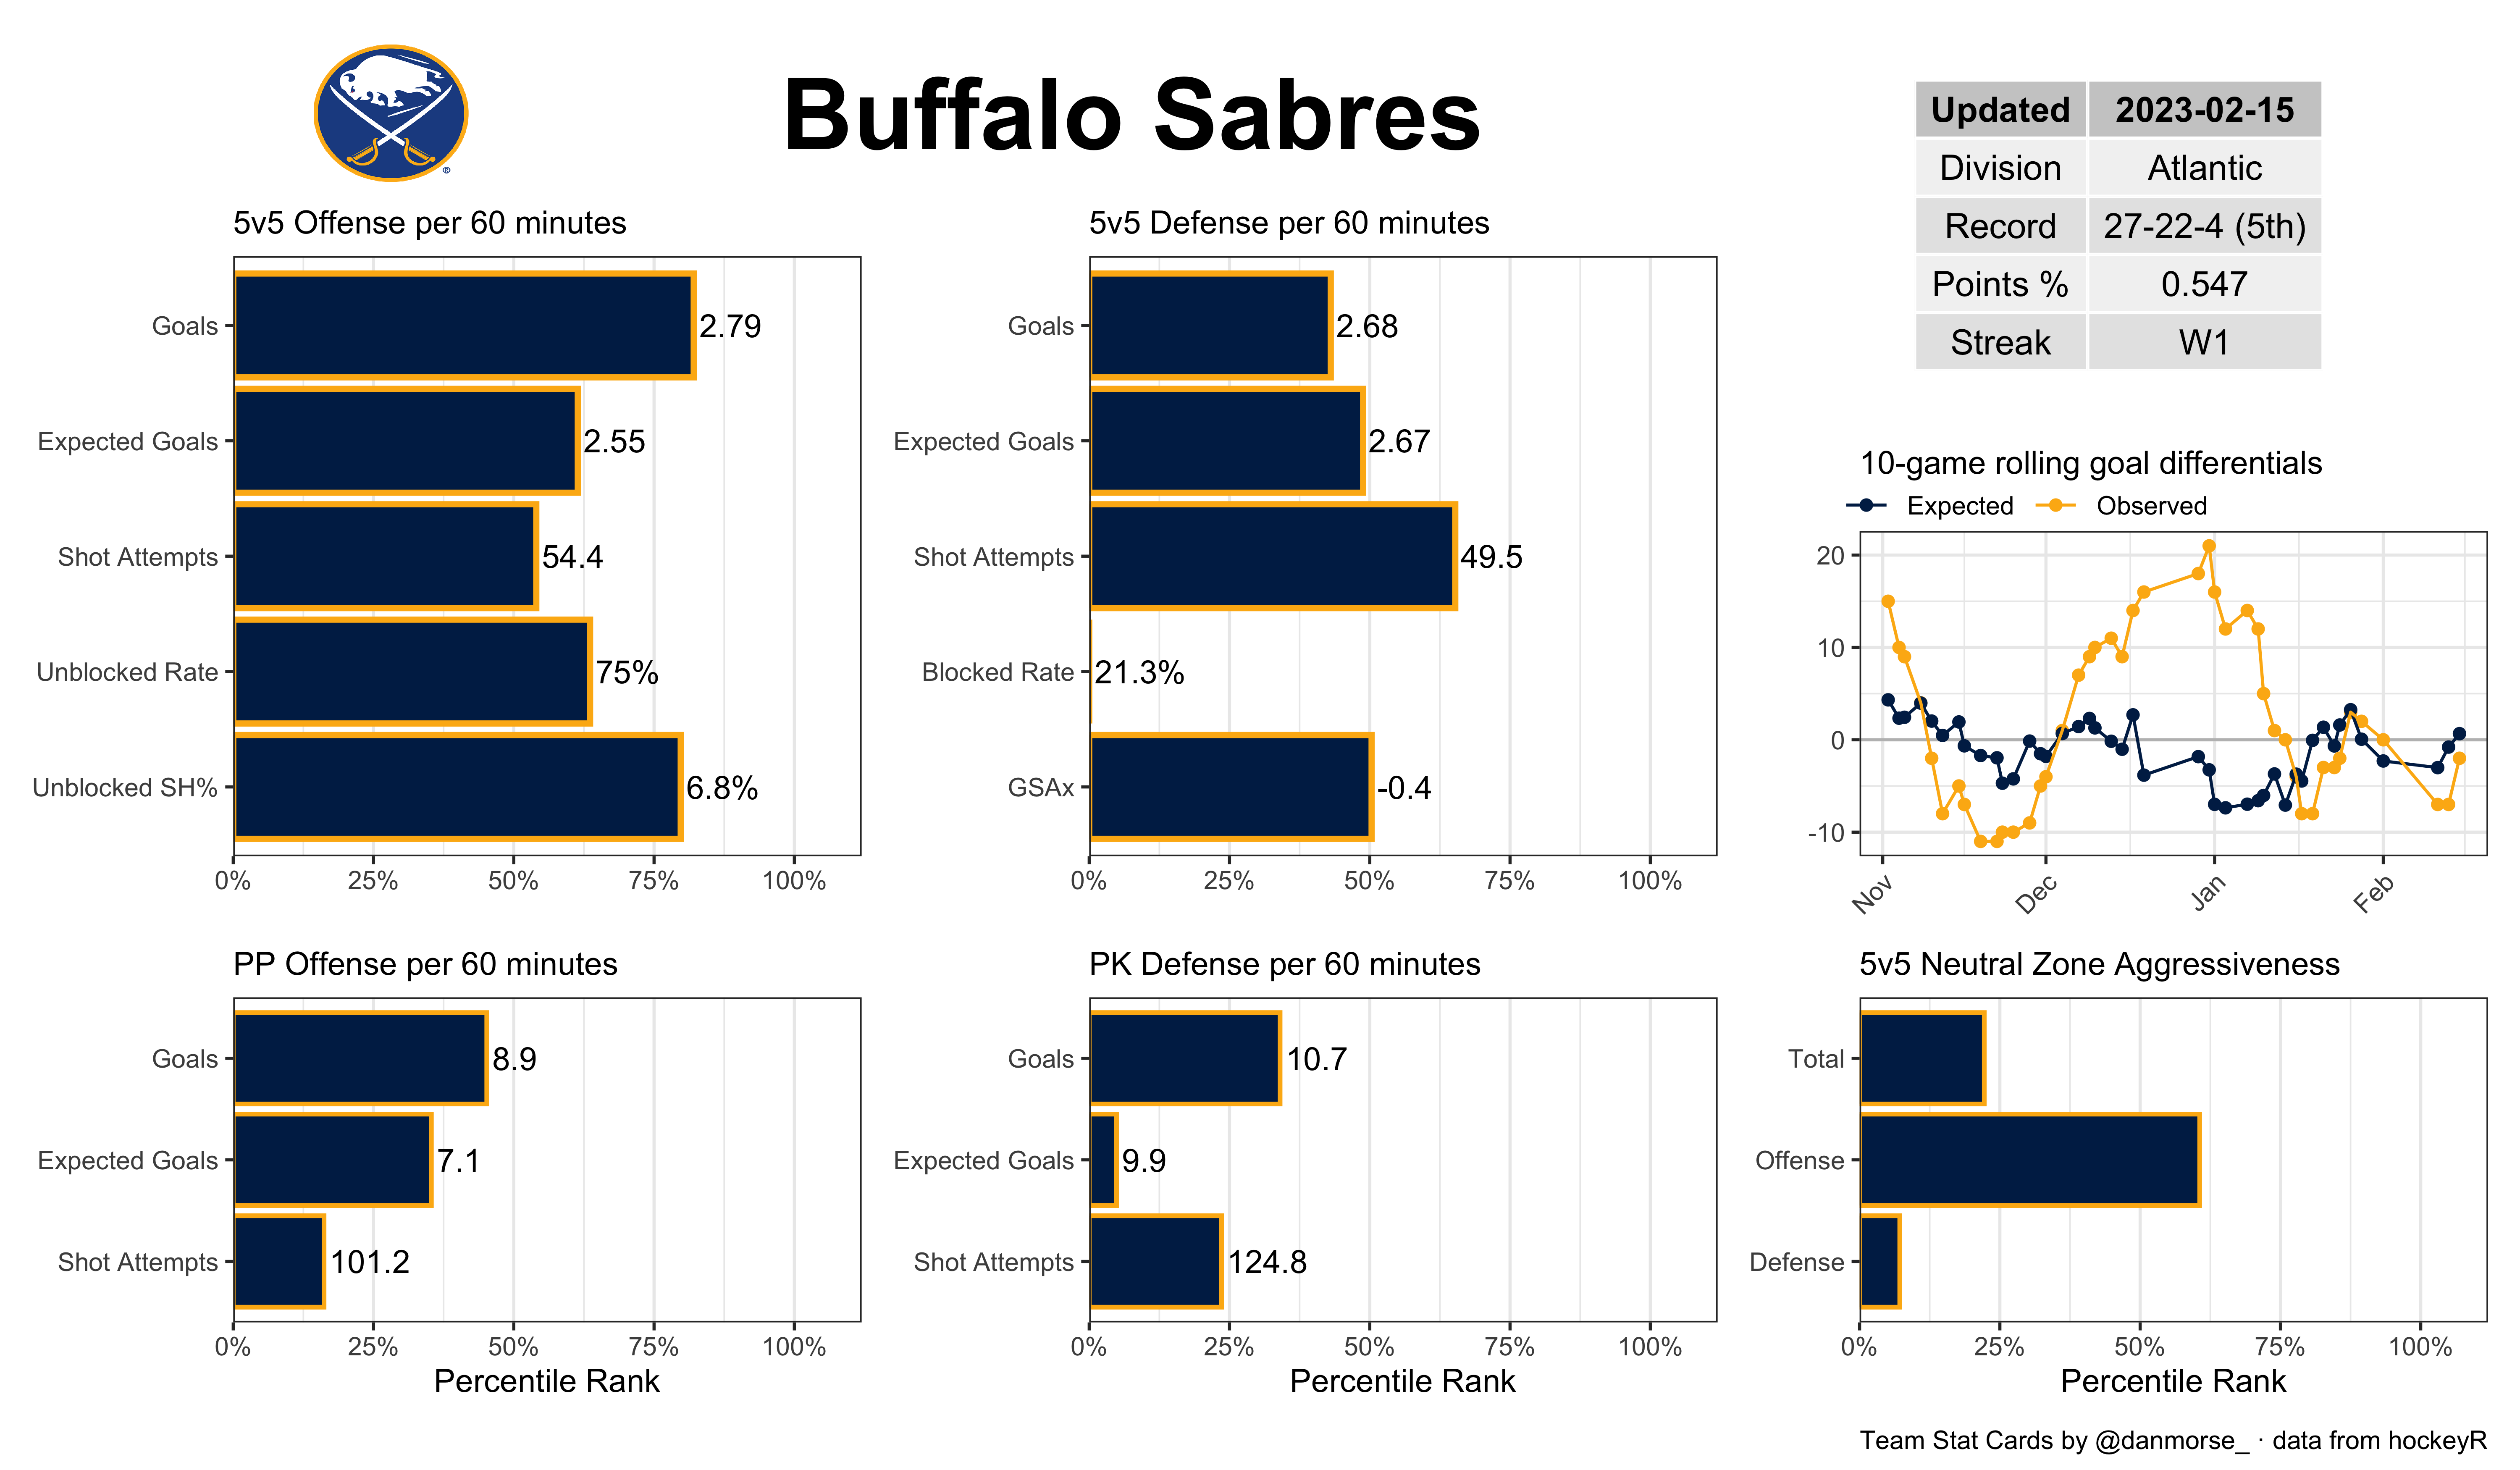 Buffalo Sabres
Updated 2023-02-15
Division Atlantic
Record 27-22-4 (5th)
Points % 0.547
Streak W1
5v5 Offense per 60 minutes
Goals 2.79
Expected Goals 2.55
Shot Attempts 54.4
Unblocked Rate 75%
Unblocked SH% 6.8%
0% 25% 50% 75% 100%
5v5 Defense per 60 minutes
Goals 2.68
Expected Goals 2.67
Shot Attempts 49.5
Blocked Rate 21.3%
GSAx -0.4
0% 25% 50% 75% 100%
10-game rolling goal differentials
Expected Observed
20
10
0
-10
Nov Dec Jan Feb
PP Offense per 60 minutes
Goals 8.9
Expected Goals 7.1
Shot Attempts 101.2
0% 25% 50% 75% 100%
Percentile Rank
PK Defense per 60 minutes
Goals 10.7
Expected Goals 9.9
Shot Attempts 124.8
0% 25% 50% 75% 100%
Percentile Rank
5v5 Neutral Zone Aggressiveness
Total
Offense
Defense
0% 25% 50% 75% 100%
Percentile Rank
Team Stat Cards by @danmorse_ · data from hockeyR